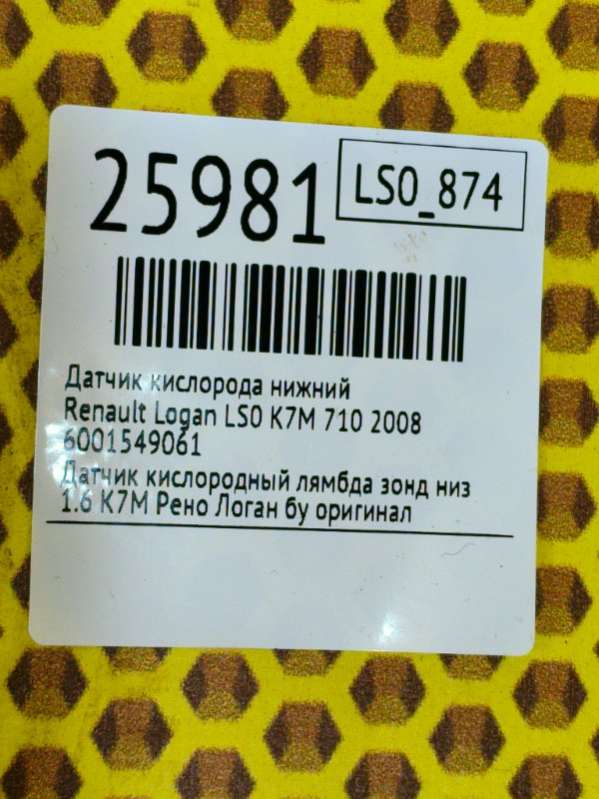 25981
LS0_874
Датчик кислорода нижний
Renault Logan LS0 K7M 710 2008
6001549061
Датчик кислородный лямбда зонд низ
1.6 K7M Рено Логан бу оригинал